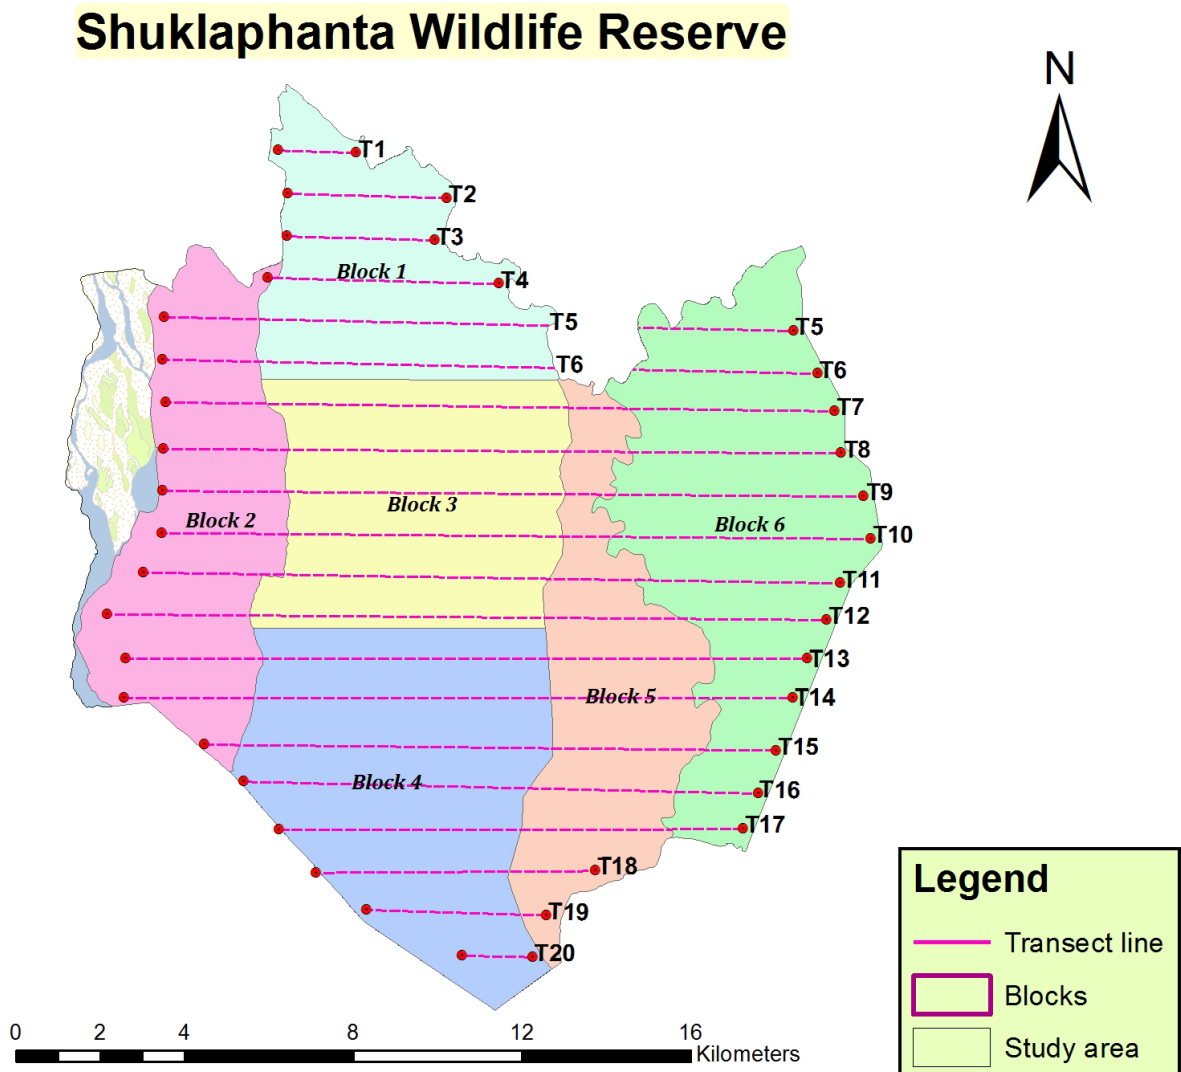 Shuklaphanta Wildlife Reserve
N
T1
T2
T3
Block 1
T4
T5
T5
T6
T6
T7
T8
T9
Block 3
Block 2
Block 6
T10
T11
T12
T13
Block 5
T14
T15
Block 4
T16
T17
T18
T19
T20
Legend
Transect line
Blocks
Study area
0 2 4 8 12 16
Kilometers